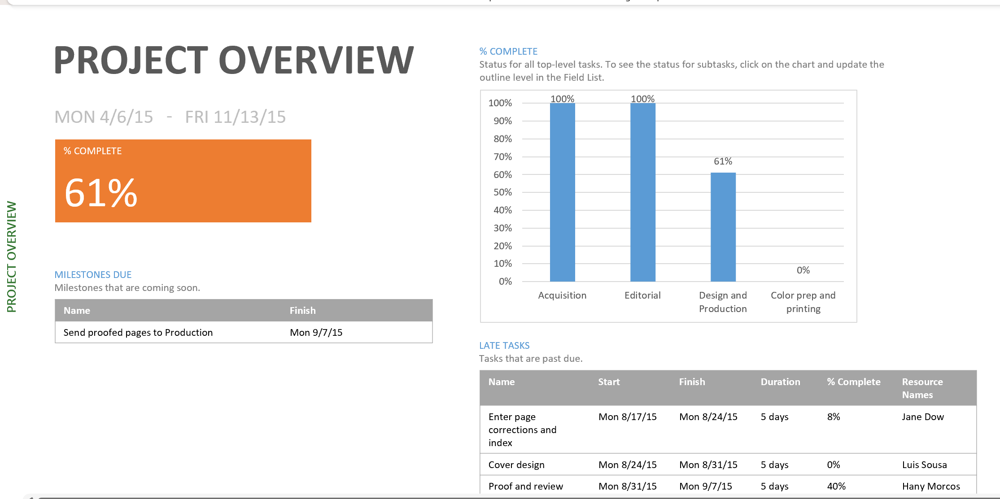 PROJECT OVERVIEW
PROJECT OVERVIEW
MON 4/6/15 - FRI 11/13/15
% COMPLETE
61%
MILESTONES DUE
Milestones that are coming soon.
Name Finish
Send proofed pages to Production Mon 9/7/15
% COMPLETE
Status for all top-level tasks. To see the status for subtasks, click on the chart and update the
outline level in the Field List.
100%
90%
80%
70%
60%
50%
40%
30%
20%
10%
0%
100% 100% 61% 0%
Acquisition Editorial Design and Color prep and
Production printing
LATE TASKS
Tasks that are past due.
Name Start Finish Duration % Complete Resource
Names
Enter page Mon 8/17/15 Mon 8/24/15 5 days 8% Jane Dow
corrections and
index
Cover design Mon 8/24/15 Mon 8/31/15 5 days 0% Luis Sousa
Proof and review Mon 8/31/15 Mon 9/7/15 5 days 40% Hany Morcos